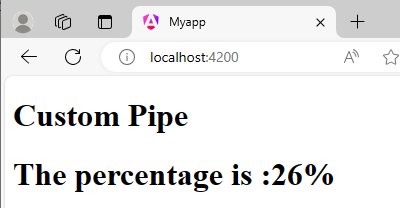 Myapp
localhost:4200
Custom Pipe
The percentage is :26%